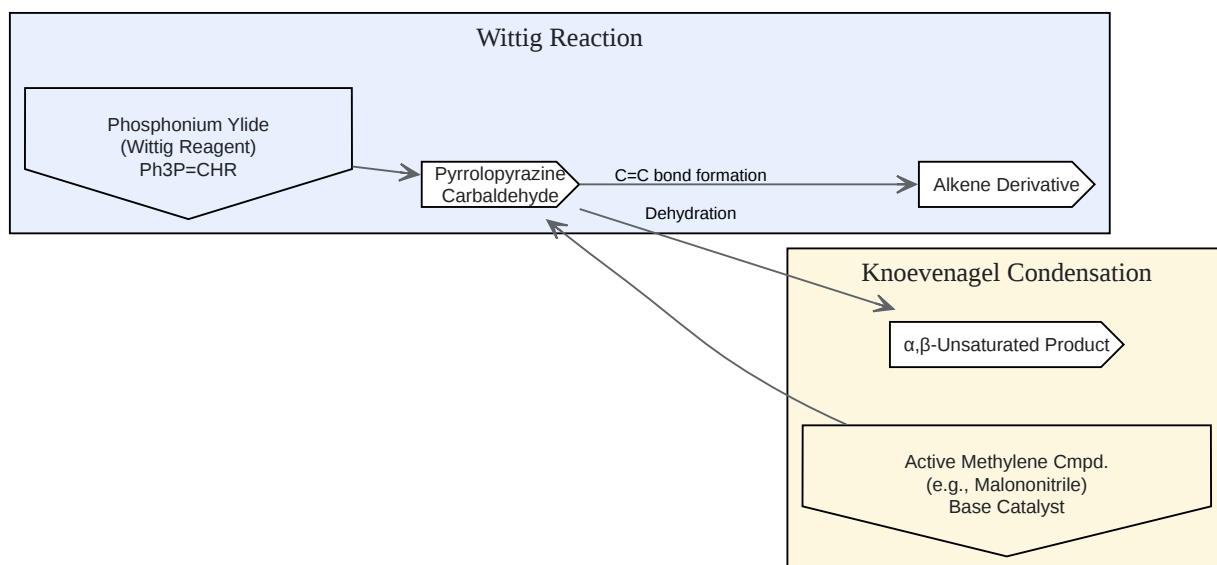 Wittig Reaction
Phosphonium Ylide
(Wittig Reagent)
Ph3P=CHR
Pyrrolopyrazine
Carbaldehyde
C=C bond formation
Alkene Derivative
Dehydration
Knoevenagel Condensation
α,β-Unsaturated Product
Active Methylene Cmpd.
(e.g., Malononitrile)
Base Catalyst